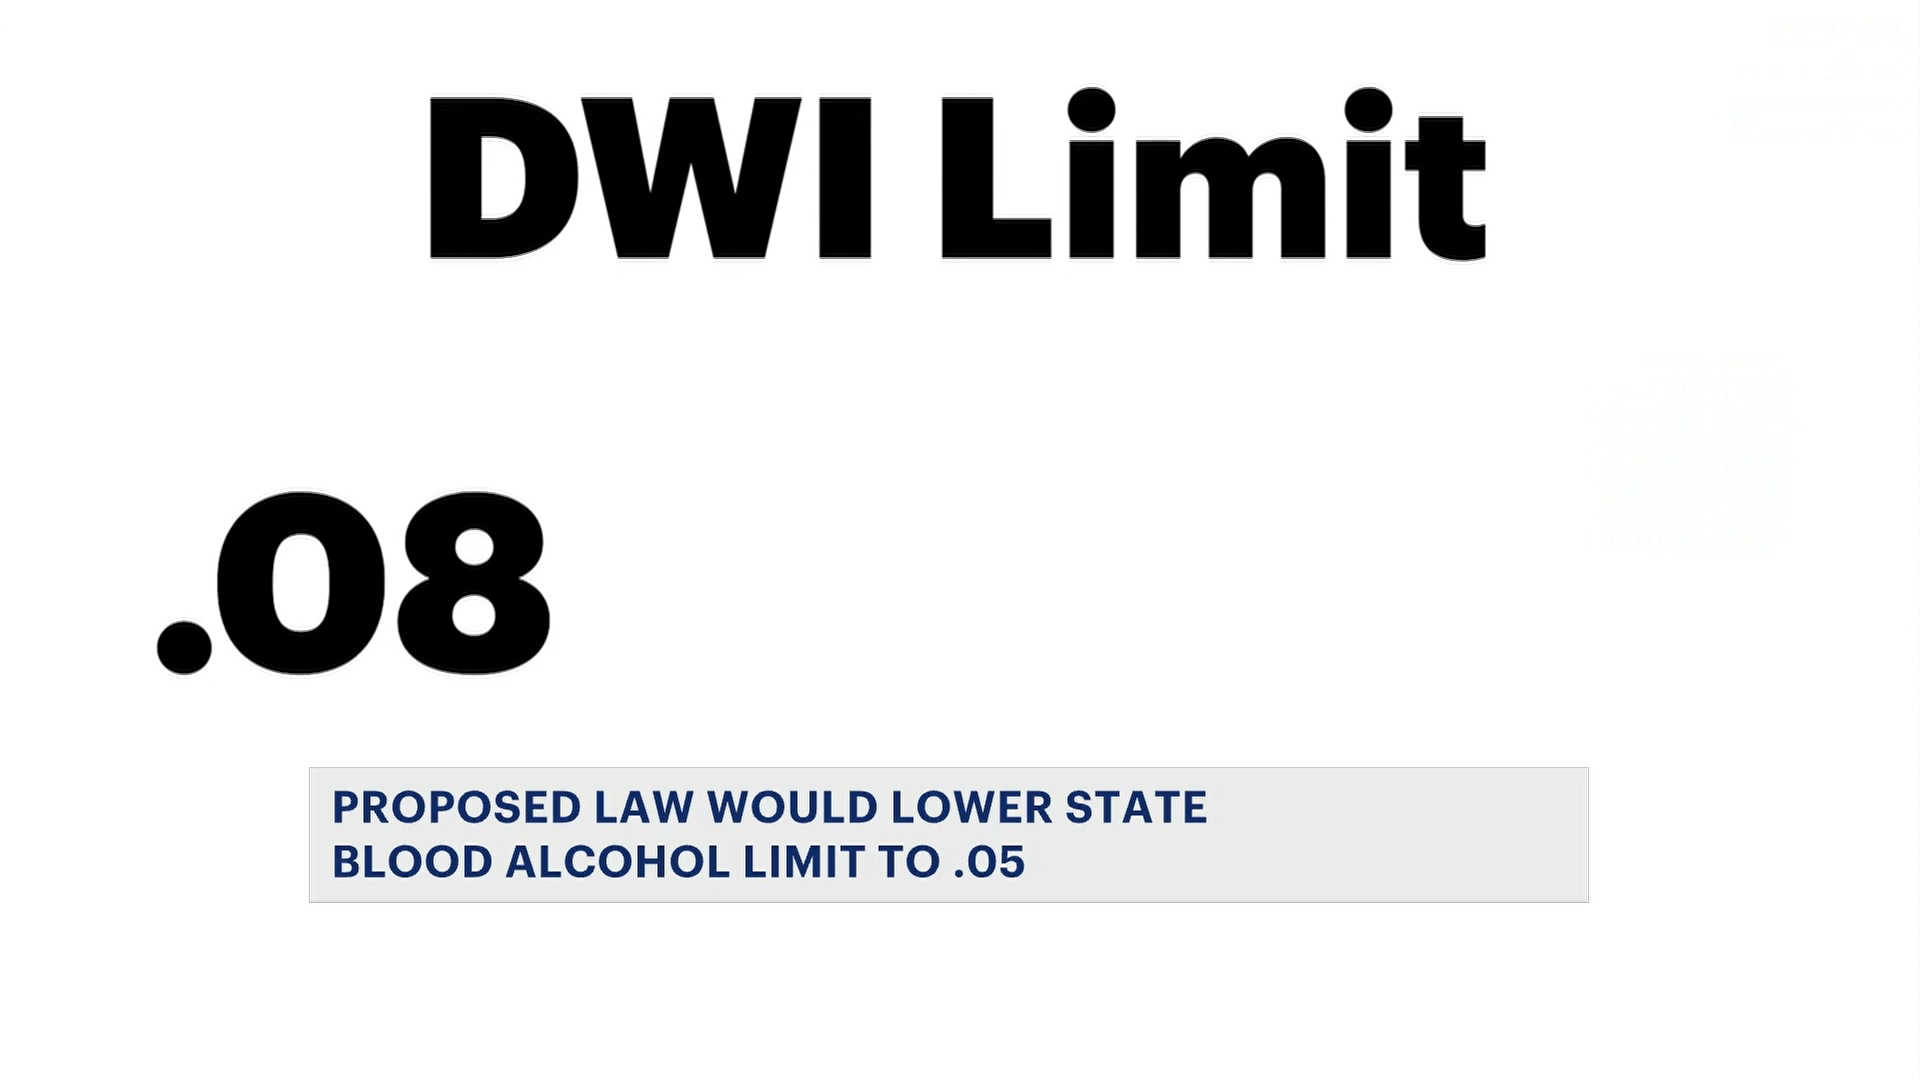 DWI Limit
.08
PROPOSED LAW WOULD LOWER STATE
BLOOD ALCOHOL LIMIT TO .05